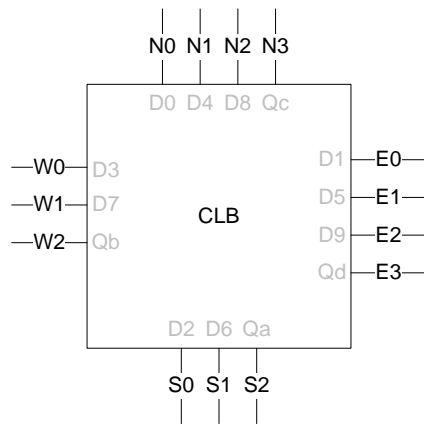 N0 N1 N2 N3
D0 D4 D8 Qc
W0 D3 D1 E0
W1 D7 D5 E1
CLB
W2 Qb D9 E2
Qd E3
D2 D6 Qa
S0 S1 S2